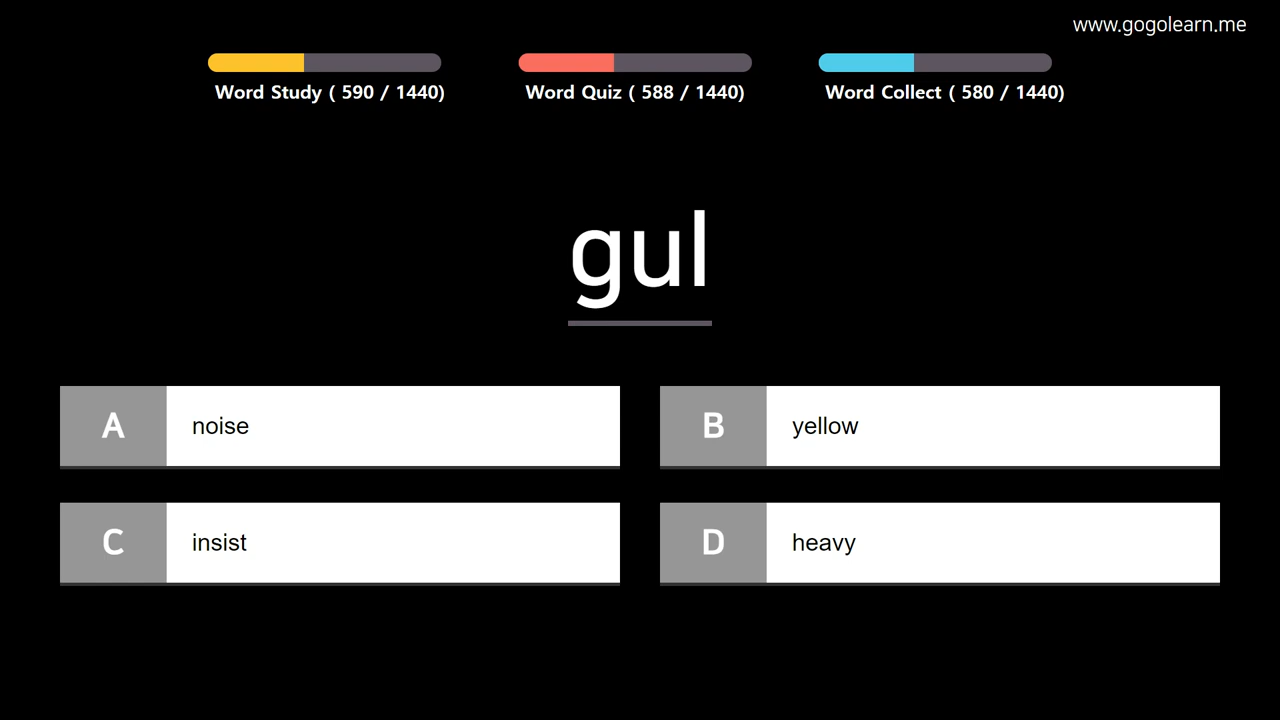 www.gogolearn.me
Word Study ( 590 / 1440)
Word Quiz ( 588 / 1440)
Word Collect ( 580 / 1440)
gul
A noise
B yellow
C insist
D heavy